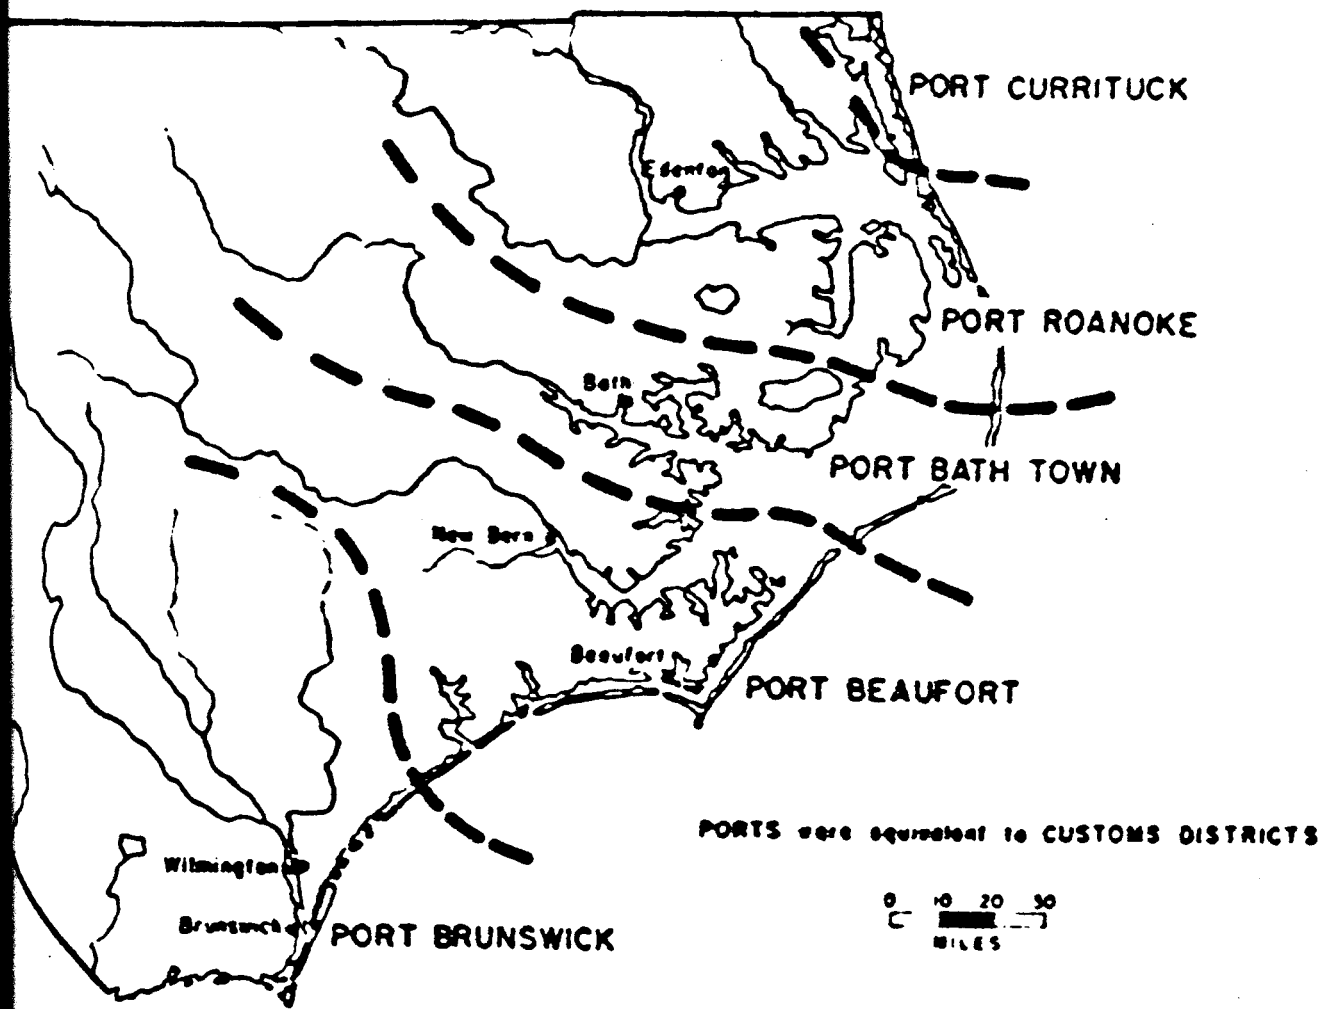 PORT CURRITUCK
Edenton
PORT ROANOKE
Bath
PORT BATH TOWN
New Bern
Beaufort
PORT BEAUFORT
PORTS were equivalent to CUSTOMS DISTRICTS
Wilmington
0 10 20 30
Brunswick
PORT BRUNSWICK
MILES